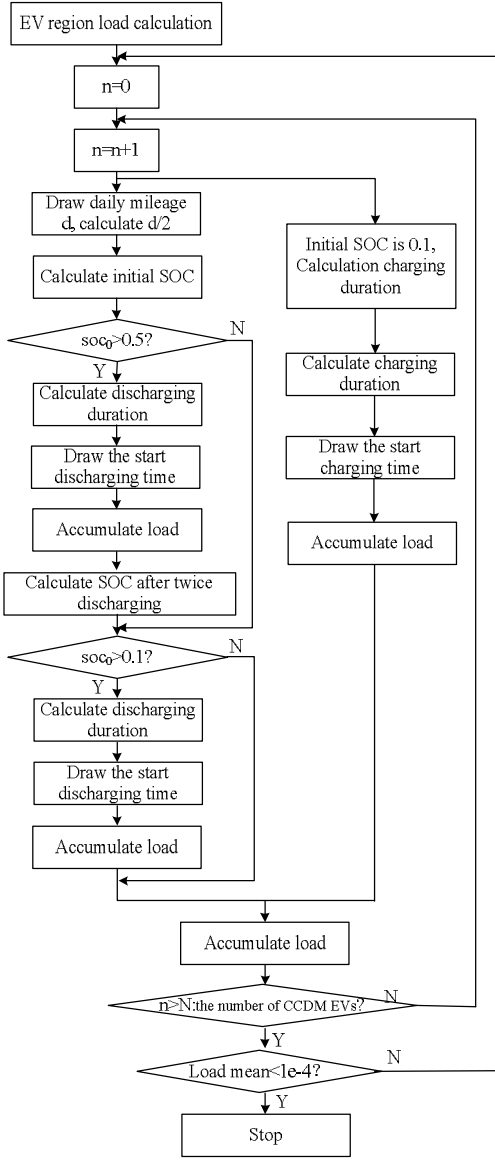 EV region load calculation
n=0
n=n+1
Draw daily mileage
d, calculate d/2
Calculate initial SOC
soc₀>0.5?
N
Y
Calculate discharging
duration
Draw the start
discharging time
Accumulate load
Calculate SOC after twice
discharging
soc₀>0.1?
N
Y
Calculate discharging
duration
Draw the start
discharging time
Accumulate load
Initial SOC is 0.1,
Calculation charging
duration
Calculate charging
duration
Draw the start
charging time
Accumulate load
Accumulate load
n>N:the number of CCDM EVs?
N
Y
Load mean<1e-4?
N
Y
Stop